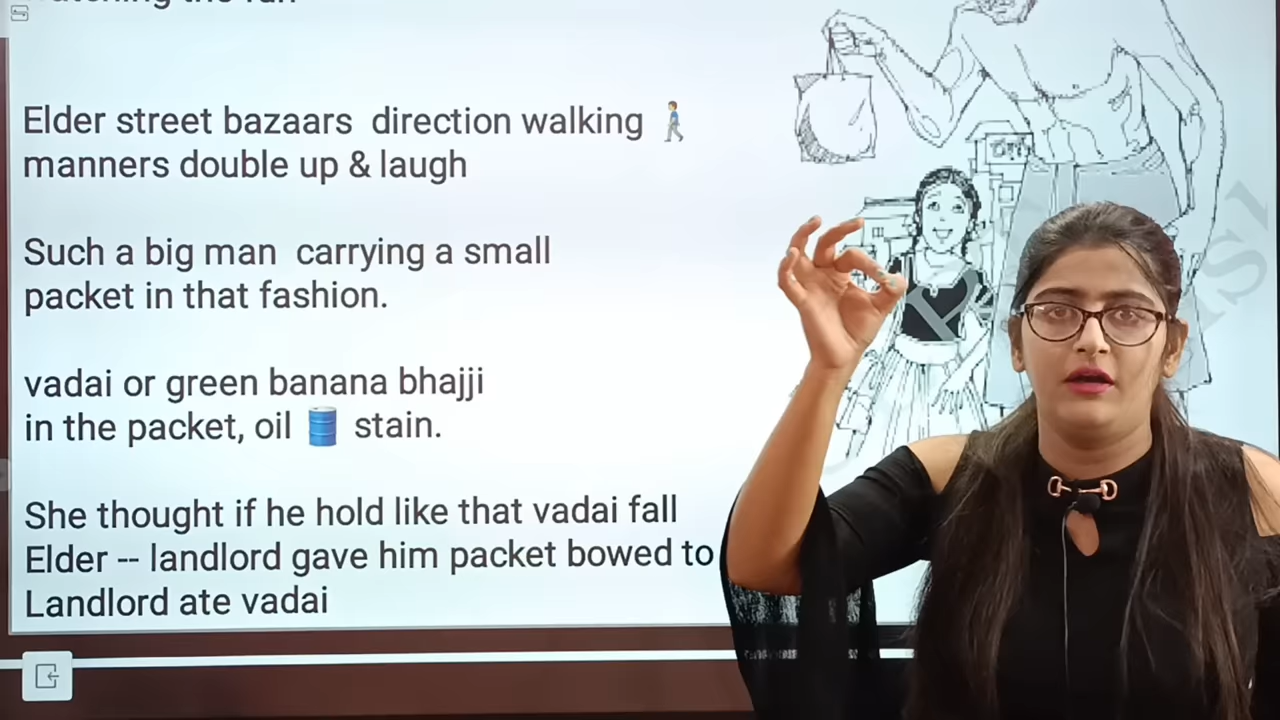 Elder street bazaars direction walking
manners double up & laugh
Such a big man carrying a small
packet in that fashion.
vadai or green banana bhajji
in the packet, oil stain.
She thought if he hold like that vadai fall
Elder -- landlord gave him packet bowed to
Landlord ate vadai